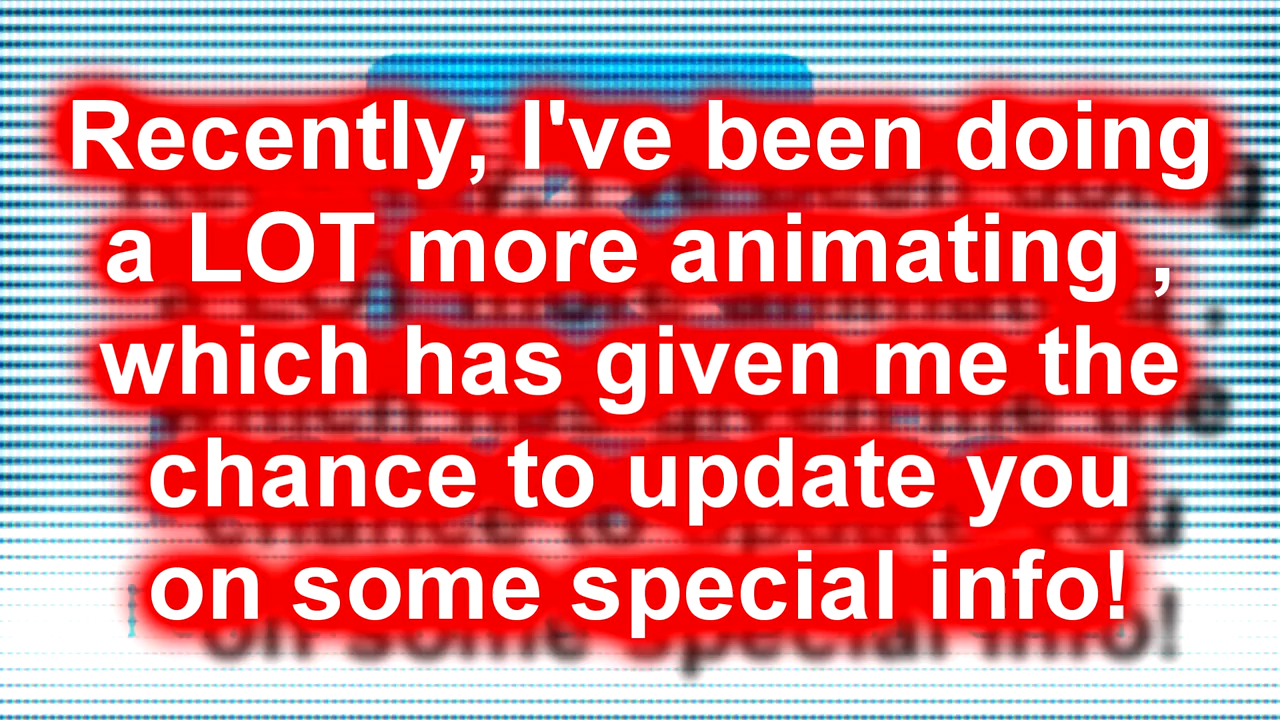 Recently, I've been doing
a LOT more animating ,
which has given me the
chance to update you
on some special info!